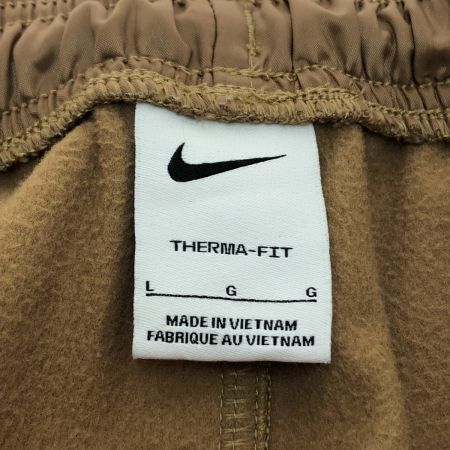 THERMA-FIT
L G G
MADE IN VIETNAM
FABRIQUE AU VIETNAM